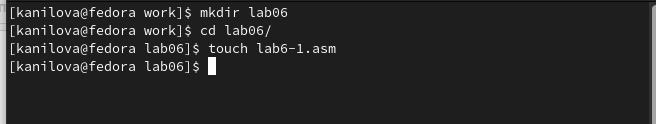 [kanilova@fedora work]$ mkdir lab06
[kanilova@fedora work]$ cd lab06/
[kanilova@fedora lab06]$ touch lab6-1.asm
[kanilova@fedora lab06]$